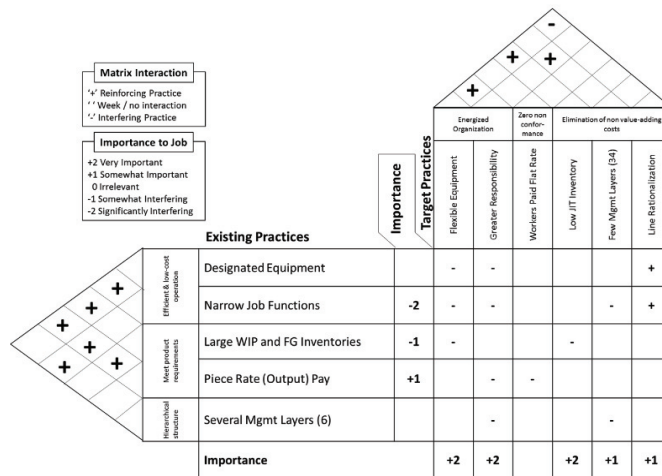 -
+ +
+
Matrix Interaction
'+' Reinforcing Practice
' ' Week / no interaction
'-' Interfering Practice
Importance to Job
+2 Very Important
+1 Somewhat Important
0 Irrelevant
-1 Somewhat Interfering
-2 Significantly Interfering
Energized
Organization
Zero non
confor-
mance
Elimination of non value-adding
costs
Importance
Target Practices
Flexible Equipment
Greater Responsibility
Workers Paid Flat Rate
Low JIT Inventory
Few Mgmt Layers (34)
Line Rationalization
Existing Practices
Efficient & low-cost
operation
Designated Equipment - - +
Narrow Job Functions -2 - - - +
Meet product
requirements
Large WIP and FG Inventories -1 - -
Piece Rate (Output) Pay +1 - -
Hierarchical
structure
Several Mgmt Layers (6) - -
+
+
+
+
+ +
Importance +2 +2 +2 +1 +1